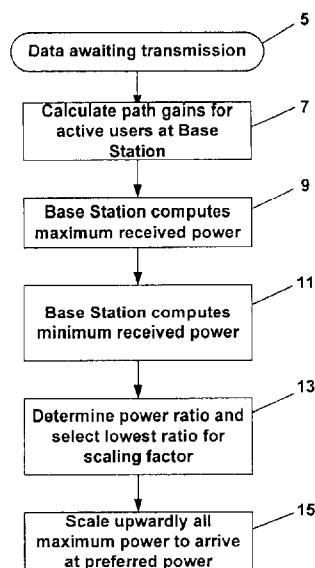 5
Data awaiting transmission
7
Calculate path gains for
active users at Base
Station
9
Base Station computes
maximum received power
11
Base Station computes
minimum received power
13
Determine power ratio and
select lowest ratio for
scaling factor
15
Scale upwardly all
maximum power to arrive
at preferred power